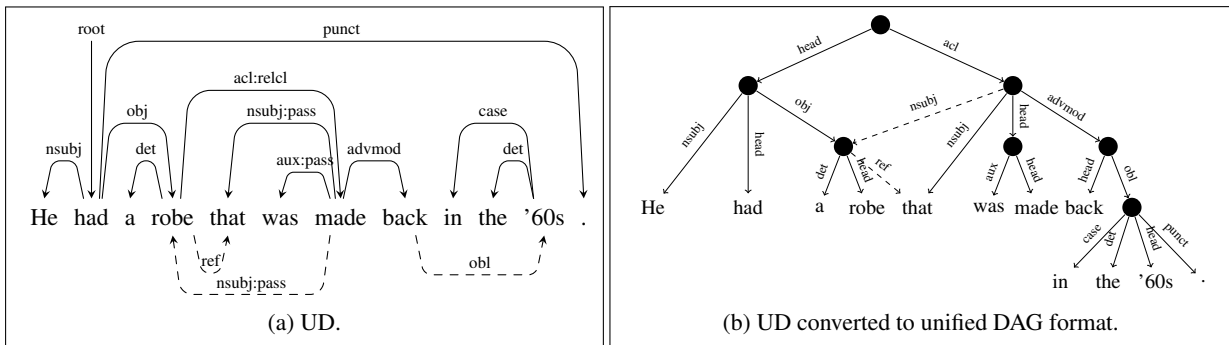 root
punct
acl:relcl
obj
nsubj:pass
case
nsubj
det
aux:pass
advmod
det
He had a robe that was made back in the ’60s .
ref
obl
nsubj:pass
(a) UD.
head
acl
obj
nsubj
advmod
nsubj
head
det
head
ref
nsubj
head
aux
head
head
obl
He had a robe that was made back
case
det
head
punct
in the ’60s .
(b) UD converted to unified DAG format.